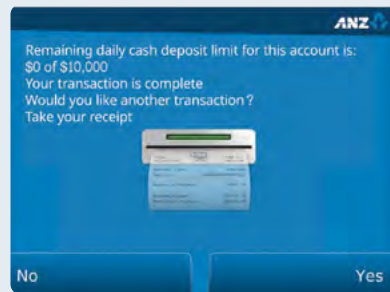 ANZ
Remaining daily cash deposit limit for this account is:
$0 of $10,000
Your transaction is complete
Would you like another transaction?
Take your receipt
No
Yes